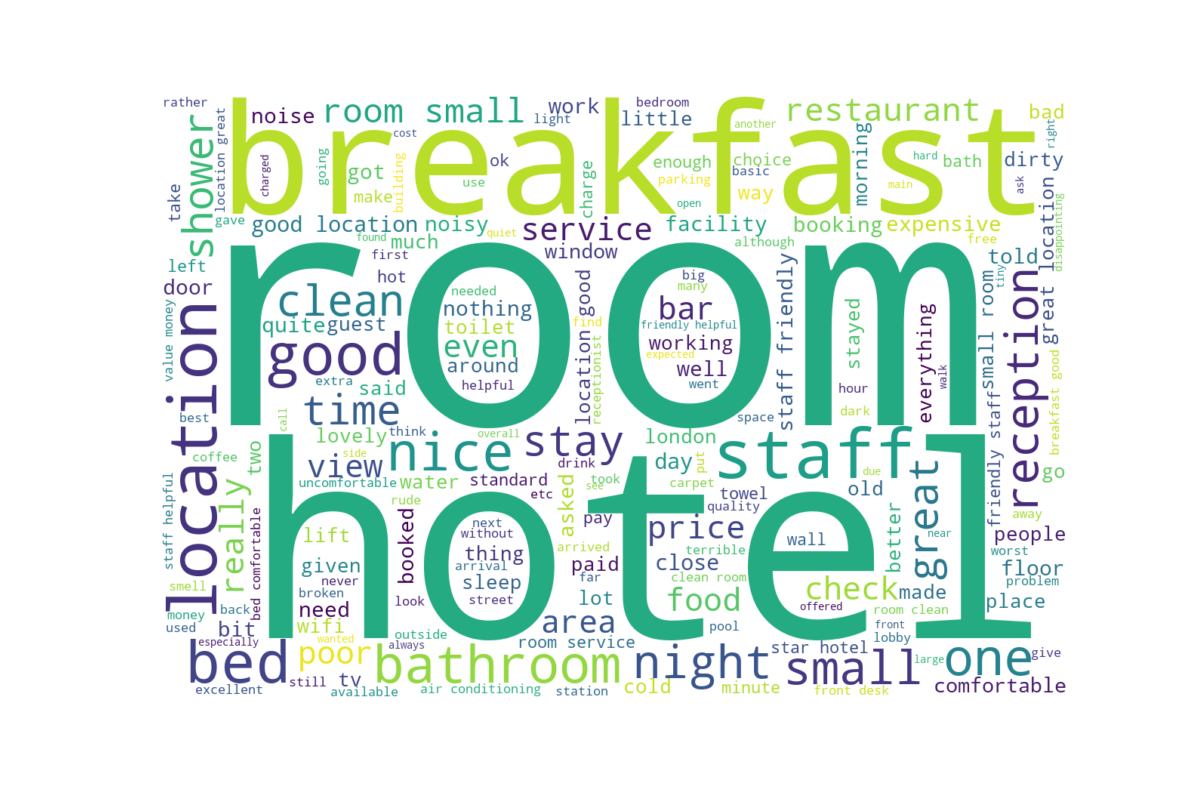 rather
breakfast
noise
room small
work
light
bedroom
little
restaurant
bad
another
cost
right
shower
location great
take
charged
going
got
make
building
ok
use
charge
enough
choice
basic
parking
way
open
morning
hard
main
bath
ask
dirty
great location
disappointing
gave
good location
noisy
service
facility
booking
expensive
free
found
much
quiet
window
although
told
left
door
first
hot
room
location good
big
many
staff friendly
tiny
small room
reception
value money
location
clean
needed
nothing
toilet
find
receptionist
bar
friendly helpful
working
expected
well
went
stayed
everything
walk
quite
guest
good
even
around
helpful
extra
said
hour
dark
space
breakfast good
best
time
call
lovely
think
overall
nice
stay
london
staff
friendly staff
coffee
two
really
side
view
uncomfortable
water
standard
drink
etc
took
see
asked
day
put
carpet
towel
quality
due
old
better
great
go
away
staff helpful
hotel
rude
booked
next
without
pay
price
wall
near
people
worst
lift
given
thing
arrival
sleep
street
arrived
paid
far
close
terrible
clean room
food
check
made
floor
problem
smell
bed comfortable
never
broken
need
look
lot
offered
room clean
place
money
used
back
bit
wifi
outside
area
pool
front
lobby
especially
wanted
always
room service
star hotel
bed
poor
bathroom
night
small
large
one
give
excellent
still
tv
available
air conditioning
station
cold
minute
front desk
comfortable